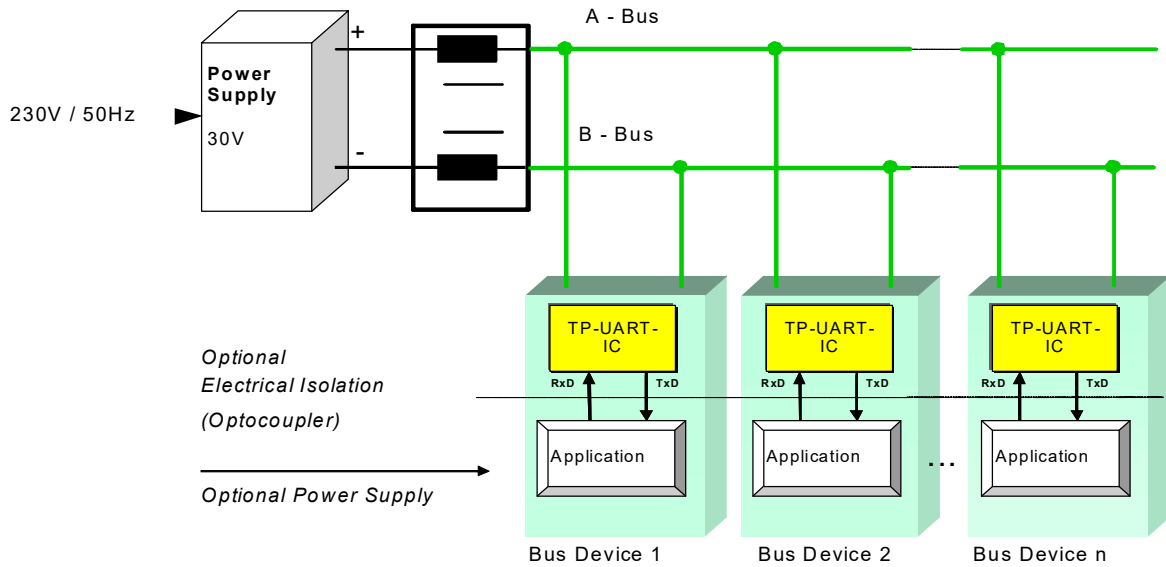 A - Bus
+
Power
Supply
30V
230V / 50Hz
-
B - Bus
TP-UART-
IC
RxD
TxD
Application
Bus Device 1
TP-UART-
IC
RxD
TxD
Application
Bus Device 2
...
TP-UART-
IC
RxD
TxD
Application
Bus Device n
Optional
Electrical Isolation
(Optocoupler)
Optional Power Supply